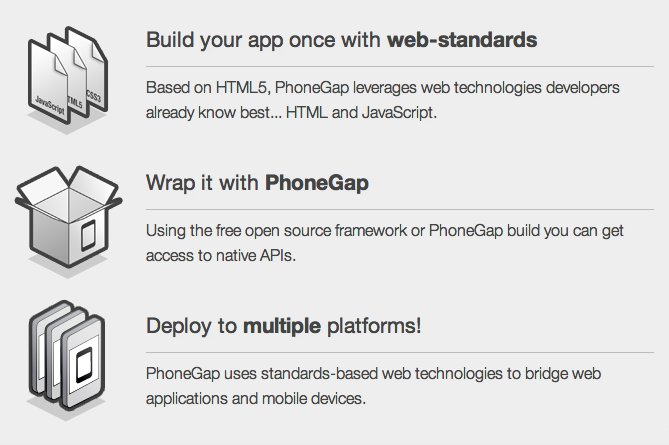 JavaScript
HTML5
CSS3
Build your app once with web-standards
Based on HTML5, PhoneGap leverages web technologies developers
already know best... HTML and JavaScript.
Wrap it with PhoneGap
Using the free open source framework or PhoneGap build you can get
access to native APIs.
Deploy to multiple platforms!
PhoneGap uses standards-based web technologies to bridge web
applications and mobile devices.